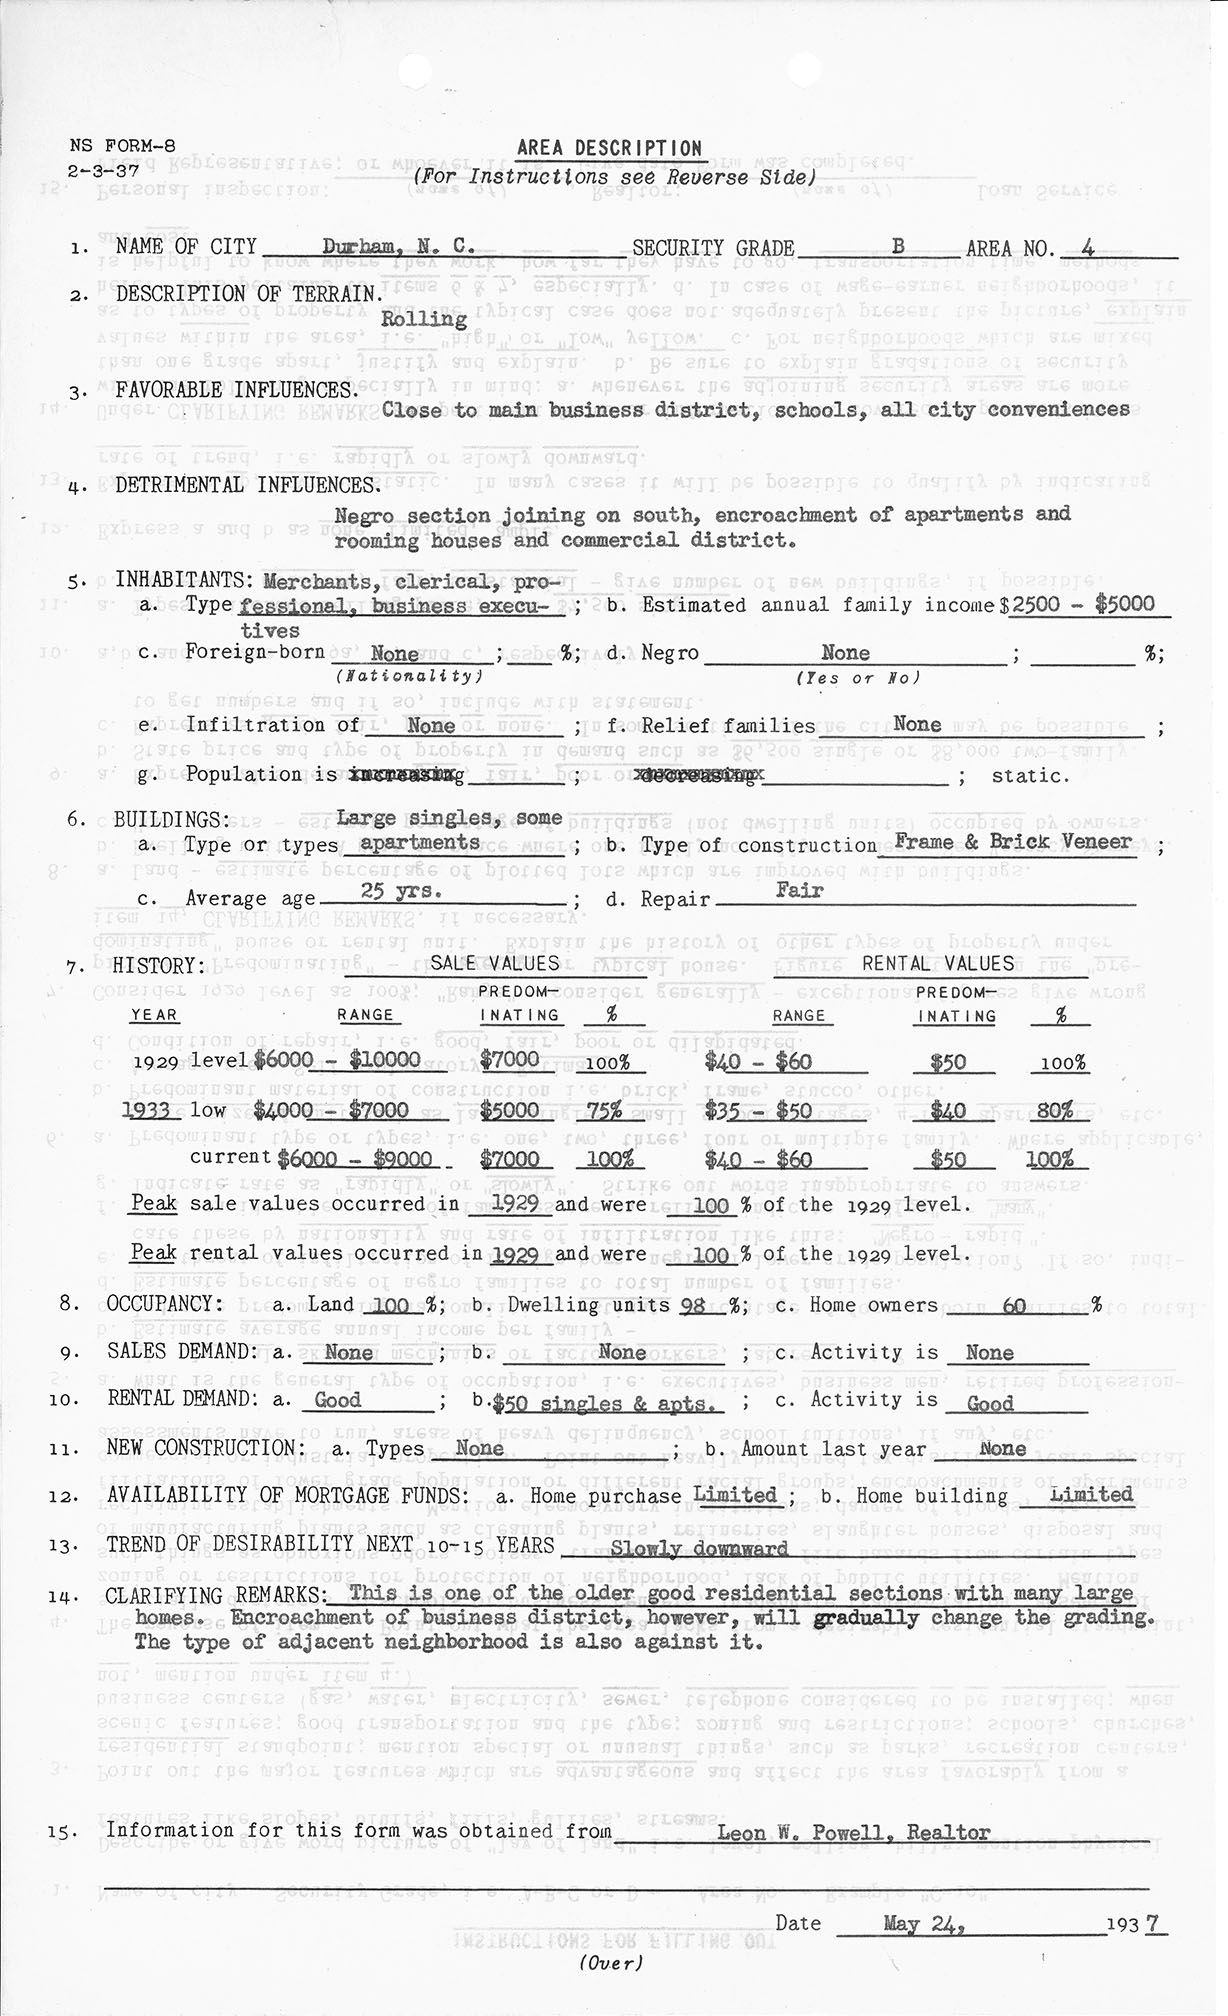 NS FORM-8
2-3-37
AREA DESCRIPTION
(For Instructions see Reverse Side)
1. NAME OF CITY Durham, N. C. SECURITY GRADE B AREA NO. 4
2. DESCRIPTION OF TERRAIN.
Rolling
3. FAVORABLE INFLUENCES.
Close to main business district, schools, all city conveniences
4. DETRIMENTAL INFLUENCES.
Negro section joining on south, encroachment of apartments and
rooming houses and commercial district.
5. INHABITANTS: Merchants, clerical, pro-
a. Type fessional, business execu- ; b. Estimated annual family income $2500 - $5000
tives
c. Foreign-born None ; %; d. Negro None ; %;
(Nationality) (Yes or No)
e. Infiltration of None ; f. Relief families None ;
g. Population is increasing ; decreasing ; static.
6. BUILDINGS: Large singles, some
a. Type or types apartments ; b. Type of construction Frame & Brick Veneer ;
c. Average age 25 yrs. ; d. Repair Fair
7. HISTORY: SALE VALUES RENTAL VALUES
PREDOM- PREDOM-
YEAR RANGE INATING % RANGE INATING %
1929 level $6000 - $10000 $7000 100% $40 - $60 $50 100%
1933 low $4000 - $7000 $5000 75% $35 - $50 $40 80%
current $6000 - $9000 $7000 100% $40 - $60 $50 100%
Peak sale values occurred in 1929 and were 100 % of the 1929 level.
Peak rental values occurred in 1929 and were 100 % of the 1929 level.
8. OCCUPANCY: a. Land 100 %; b. Dwelling units 98 %; c. Home owners 60 %
9. SALES DEMAND: a. None ; b. None ; c. Activity is None
10. RENTAL DEMAND: a. Good ; b. $50 singles & apts. ; c. Activity is Good
11. NEW CONSTRUCTION: a. Types None ; b. Amount last year None
12. AVAILABILITY OF MORTGAGE FUNDS: a. Home purchase Limited ; b. Home building Limited
13. TREND OF DESIRABILITY NEXT 10-15 YEARS Slowly downward
14. CLARIFYING REMARKS: This is one of the older good residential sections with many large
homes. Encroachment of business district, however, will gradually change the grading.
The type of adjacent neighborhood is also against it.
15. Information for this form was obtained from Leon W. Powell, Realtor
Date May 24, 1937
(Over)